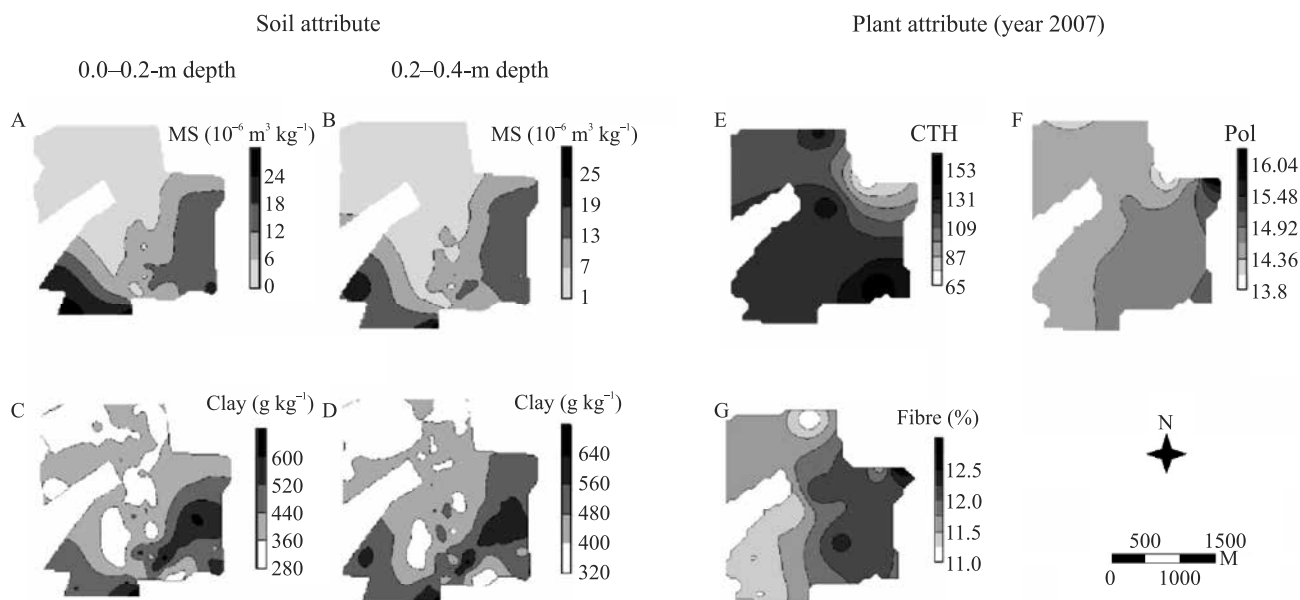 Soil attribute
Plant attribute (year 2007)
0.0–0.2-m depth
0.2–0.4-m depth
A
MS (10⁻⁶ m³ kg⁻¹)
24
18
12
6
0
B
MS (10⁻⁶ m³ kg⁻¹)
25
19
13
7
1
E
CTH
153
131
109
87
65
F
Pol
16.04
15.48
14.92
14.36
13.8
C
Clay (g kg⁻¹)
600
520
440
360
280
D
Clay (g kg⁻¹)
640
560
480
400
320
G
Fibre (%)
12.5
12.0
11.5
11.0
N
500 1500
M
0 1000